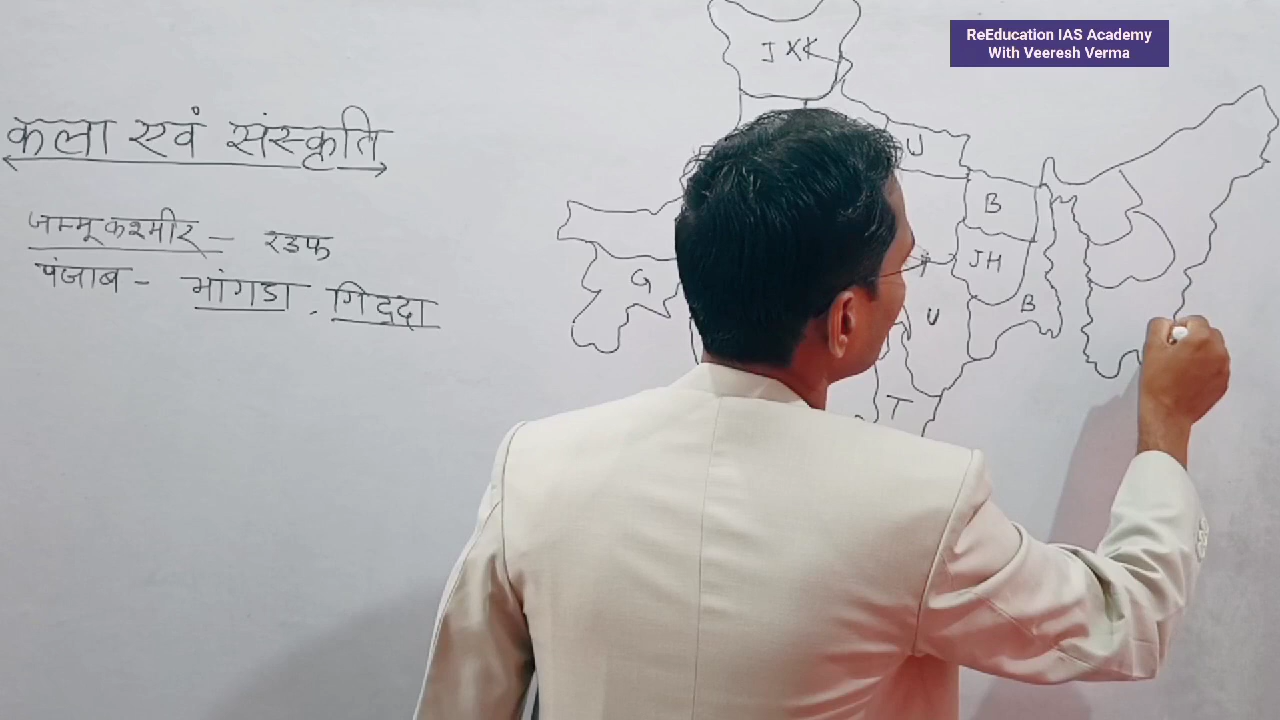 ReEducation IAS Academy
With Veeresh Verma
कला एवं संस्कृति
जम्मू कश्मीर - रउफ
पंजाब - भांगडा , गिद्दा
J & K
U
B
JH
G
B
U
T